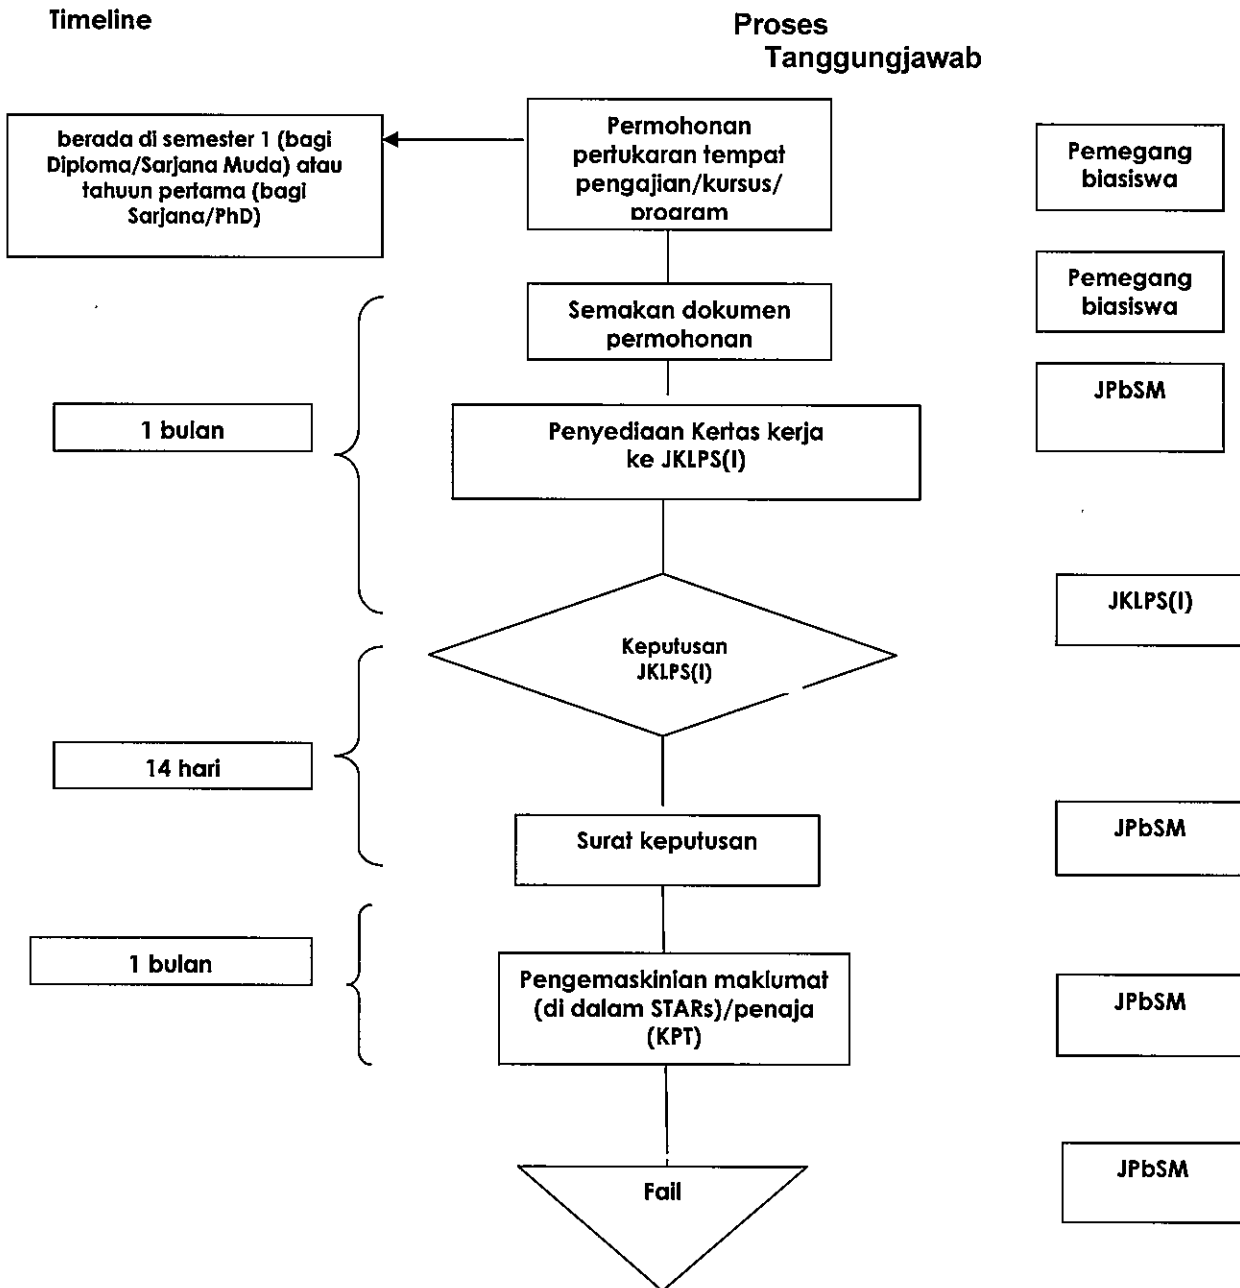 Timeline
Proses
Tanggungjawab
berada di semester 1 (bagi
Diploma/Sarjana Muda) atau
tahuun pertama (bagi
Sarjana/PhD)
Permohonan
pertukaran tempat
pengajian/kursus/
program
Pemegang
biasiswa
Semakan dokumen
permohonan
Pemegang
biasiswa
1 bulan
Penyediaan Kertas kerja
ke JKLPS(I)
JPbSM
Keputusan
JKLPS(I)
JKLPS(I)
14 hari
Surat keputusan
JPbSM
1 bulan
Pengemaskinian maklumat
(di dalam STARs)/penaja
(KPT)
JPbSM
Fail
JPbSM